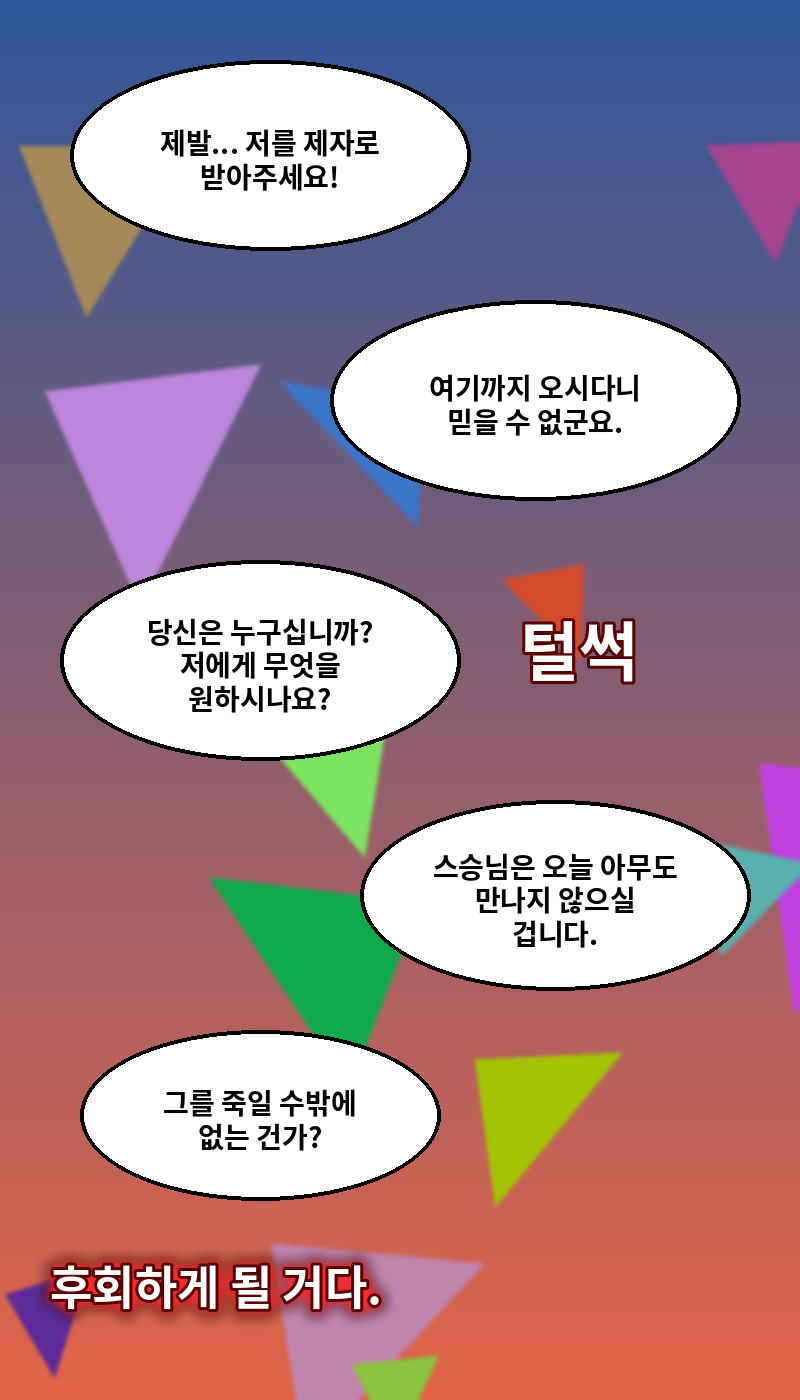 제발... 저를 제자로
받아주세요!
여기까지 오시다니
믿을 수 없군요.
당신은 누구십니까?
저에게 무엇을
원하시나요?
털썩
스승님은 오늘 아무도
만나지 않으실
겁니다.
그를 죽일 수밖에
없는 건가?
후회하게 될 거다.